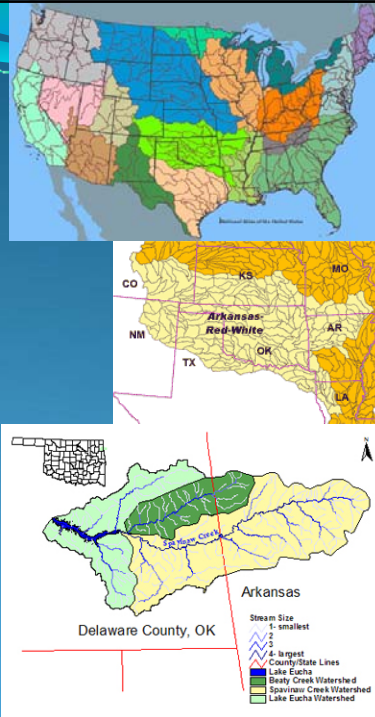 National Atlas of the United States
CO
KS
MO
Arkansas-
Red-White
NM
AR
OK
TX
LA
N
Spavinaw Creek
Arkansas
Delaware County, OK
Stream Size
1- smallest
2
3
4- largest
County/State Lines
Lake Eucha
Beaty Creek Watershed
Spavinaw Creek Watershed
Lake Eucha Watershed